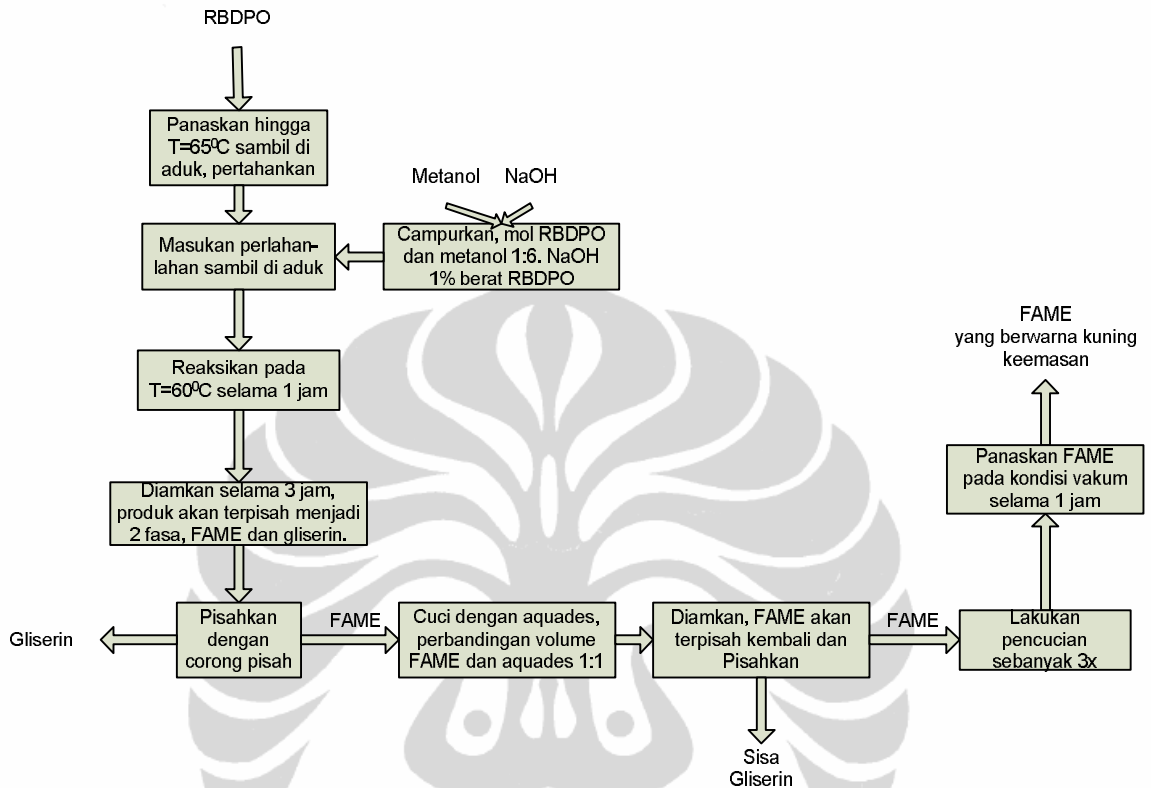 RBDPO
Panaskan hingga
T=65⁰C sambil di
aduk, pertahankan
Metanol
NaOH
Campurkan, mol RBDPO
dan metanol 1:6. NaOH
1% berat RBDPO
Masukan perlahan-
lahan sambil di aduk
Reaksikan pada
T=60⁰C selama 1 jam
Diamkan selama 3 jam,
produk akan terpisah menjadi
2 fasa, FAME dan gliserin.
Pisahkan
dengan
corong pisah
Gliserin
FAME
Cuci dengan aquades,
perbandingan volume
FAME dan aquades 1:1
Diamkan, FAME akan
terpisah kembali dan
Pisahkan
Sisa
Gliserin
FAME
Lakukan
pencucian
sebanyak 3x
Panaskan FAME
pada kondisi vakum
selama 1 jam
FAME
yang berwarna kuning
keemasan